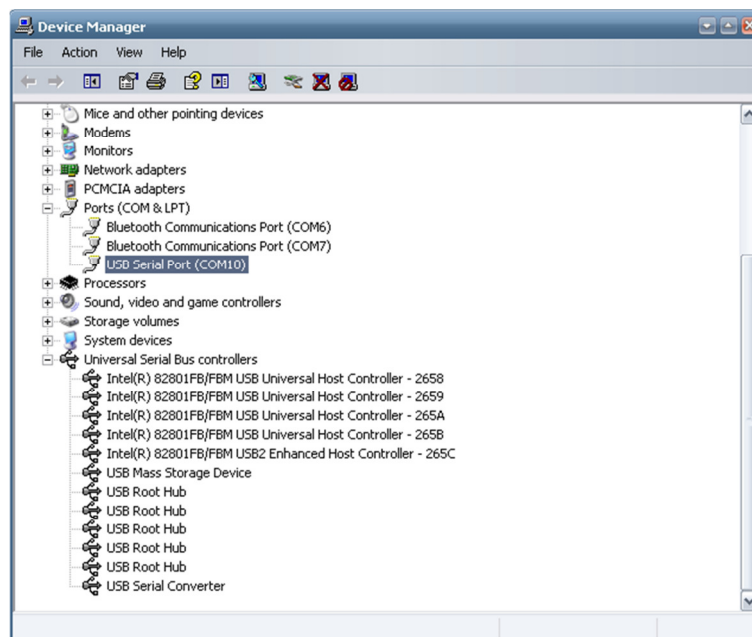 Device Manager
File Action View Help
Mice and other pointing devices
Modems
Monitors
Network adapters
PCMCIA adapters
Ports (COM & LPT)
Bluetooth Communications Port (COM6)
Bluetooth Communications Port (COM7)
USB Serial Port (COM10)
Processors
Sound, video and game controllers
Storage volumes
System devices
Universal Serial Bus controllers
Intel(R) 82801FB/FBM USB Universal Host Controller - 2658
Intel(R) 82801FB/FBM USB Universal Host Controller - 2659
Intel(R) 82801FB/FBM USB Universal Host Controller - 265A
Intel(R) 82801FB/FBM USB Universal Host Controller - 265B
Intel(R) 82801FB/FBM USB2 Enhanced Host Controller - 265C
USB Mass Storage Device
USB Root Hub
USB Root Hub
USB Root Hub
USB Root Hub
USB Root Hub
USB Serial Converter